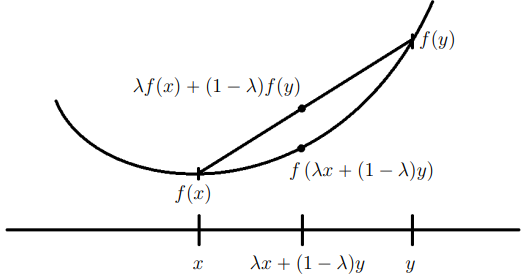 f(y)
λf(x) + (1 − λ)f(y)
f (λx + (1 − λ)y)
f(x)
x λx + (1 − λ)y y